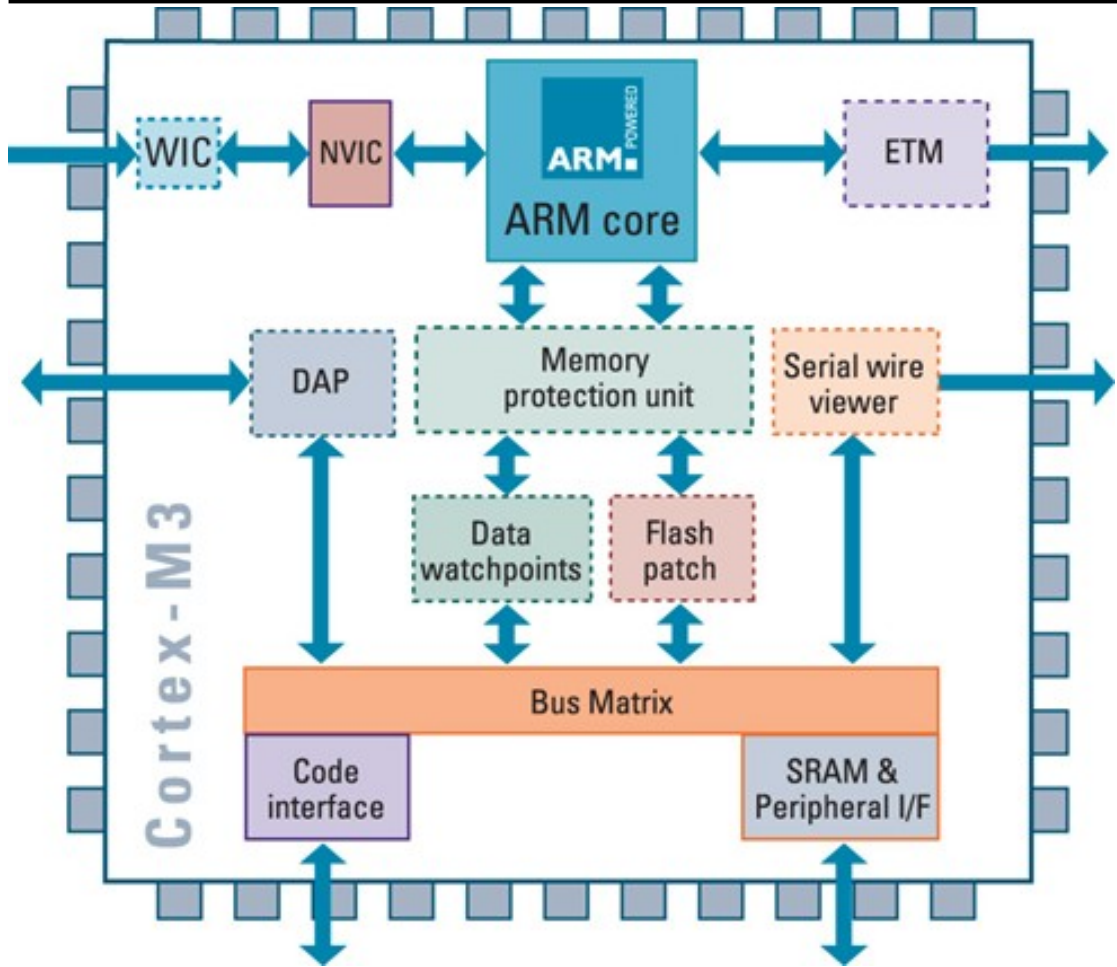 WIC
NVIC
ARM
POWERED
ARM core
ETM
DAP
Memory
protection unit
Serial wire
viewer
Data
watchpoints
Flash
patch
Cortex-M3
Bus Matrix
Code
interface
SRAM &
Peripheral I/F